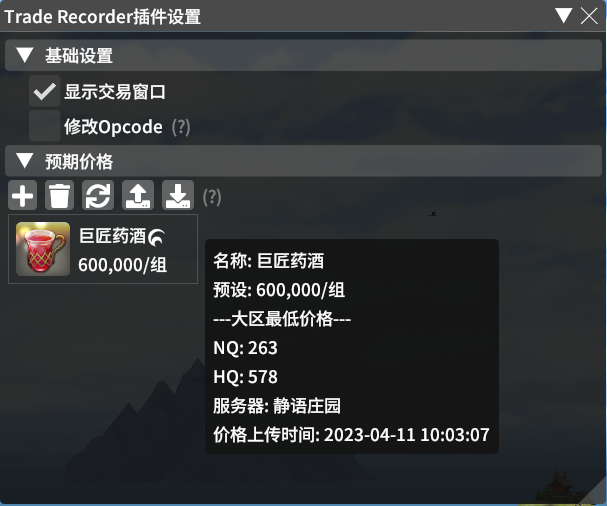 Trade Recorder插件设置
基础设置
显示交易窗口
修改Opcode (?)
预期价格
(?)
巨匠药酒
600,000/组
名称: 巨匠药酒
预设: 600,000/组
---大区最低价格---
NQ: 263
HQ: 578
服务器: 静语庄园
价格上传时间: 2023-04-11 10:03:07